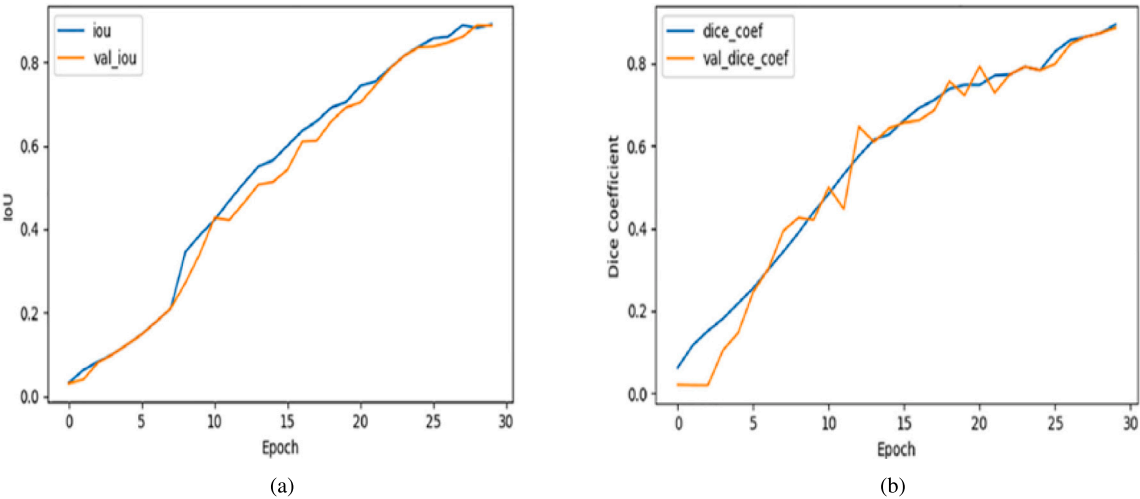 iou
val_iou
0.8
0.6
0.4
0.2
0.0
IoU
0 5 10 15 20 25 30
Epoch
(a)
dice_coef
val_dice_coef
0.8
0.6
0.4
0.2
0.0
Dice Coefficient
0 5 10 15 20 25 30
Epoch
(b)